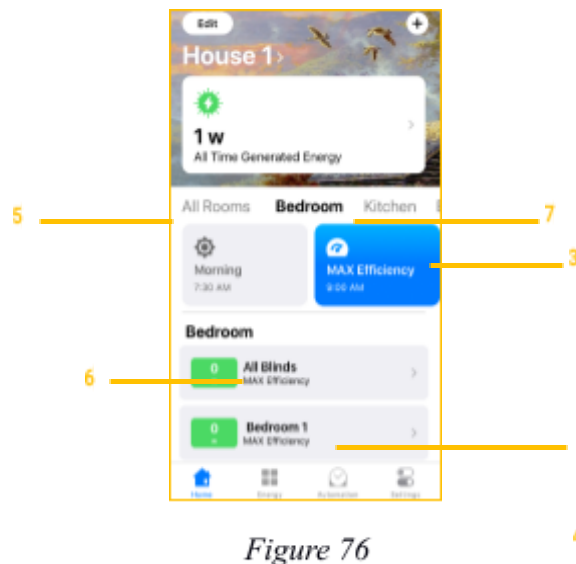 Edit +
House 1 ›
1 w
All Time Generated Energy
All Rooms Bedroom Kitchen
5
7
Morning
7:30 AM
MAX Efficiency
9:00 AM
3
Bedroom
0
All Blinds
MAX Efficiency
6
0
Bedroom 1
MAX Efficiency
Home Energy Automation Settings
4
Figure 76